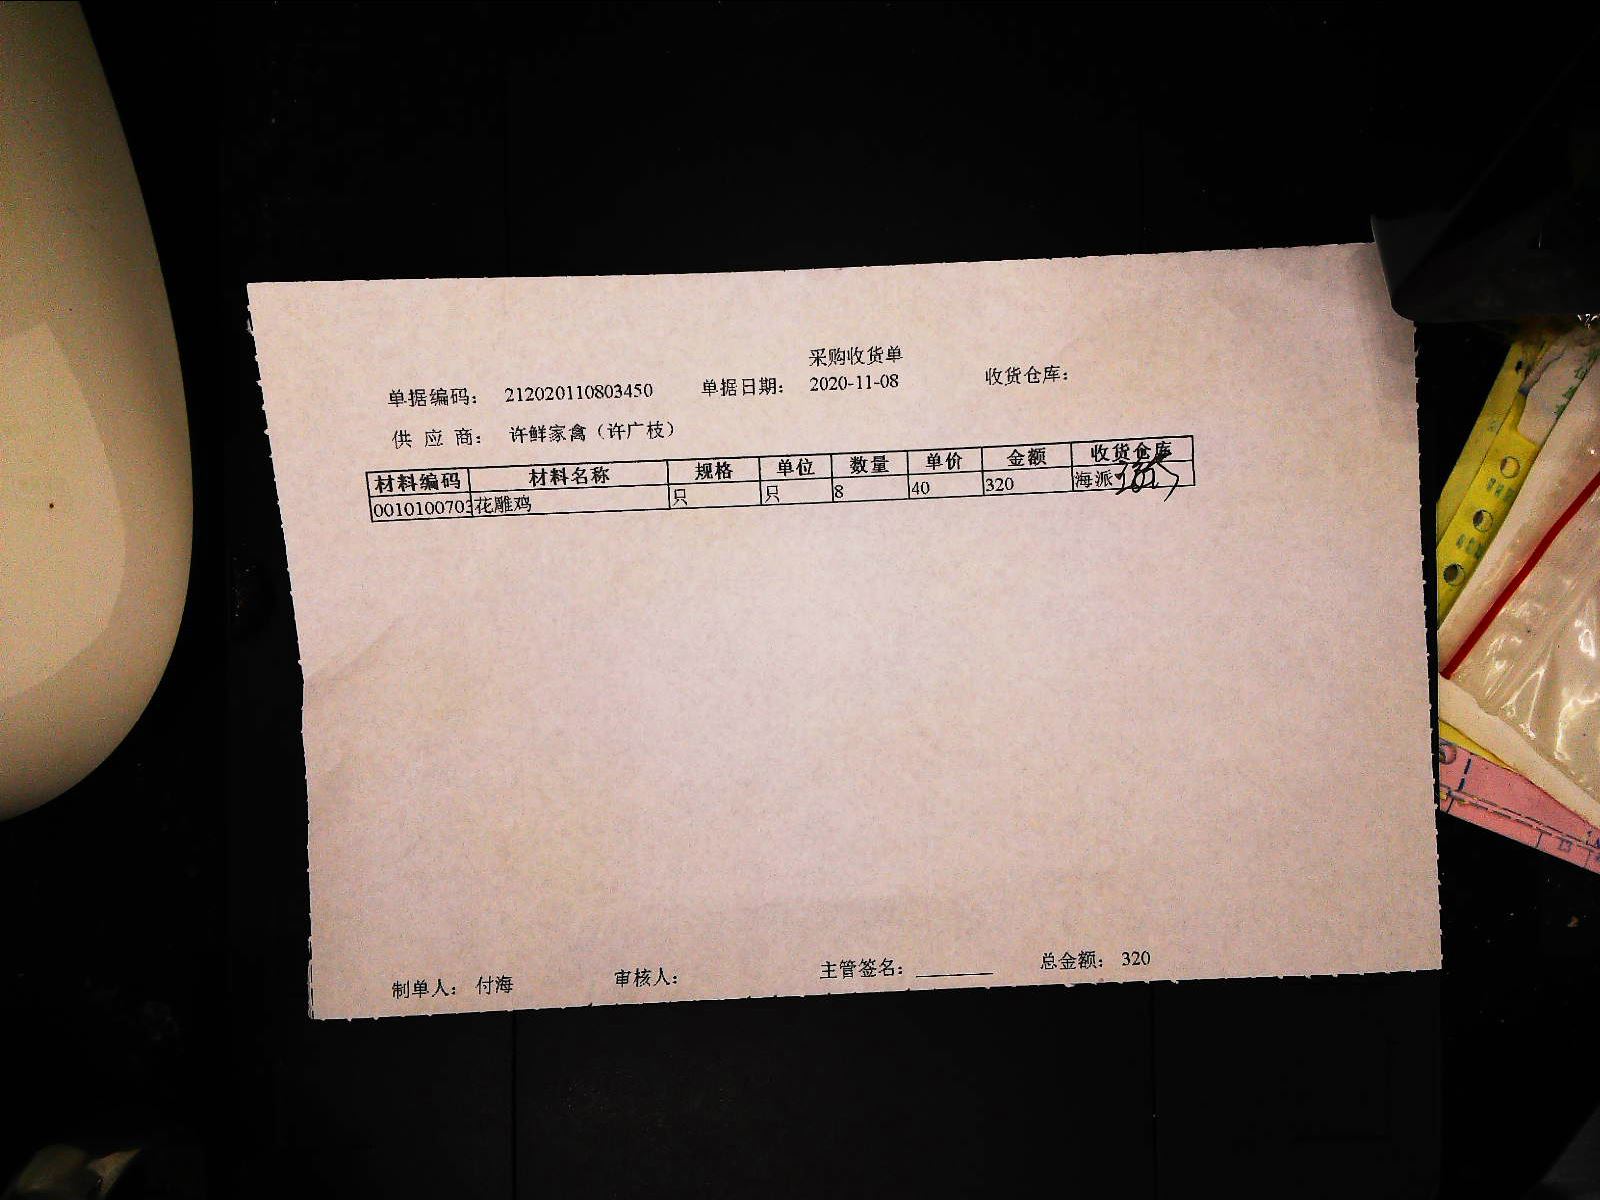 采购收货单
单据编码： 212020110803450 单据日期： 2020-11-08 收货仓库：
供 应 商： 许鲜家禽（许广枝）
材料编码 材料名称 规格 单位 数量 单价 金额 收货仓库
0010100703 花雕鸡 只 只 8 40 320 海派
制单人： 付海 审核人： 主管签名： 总金额： 320